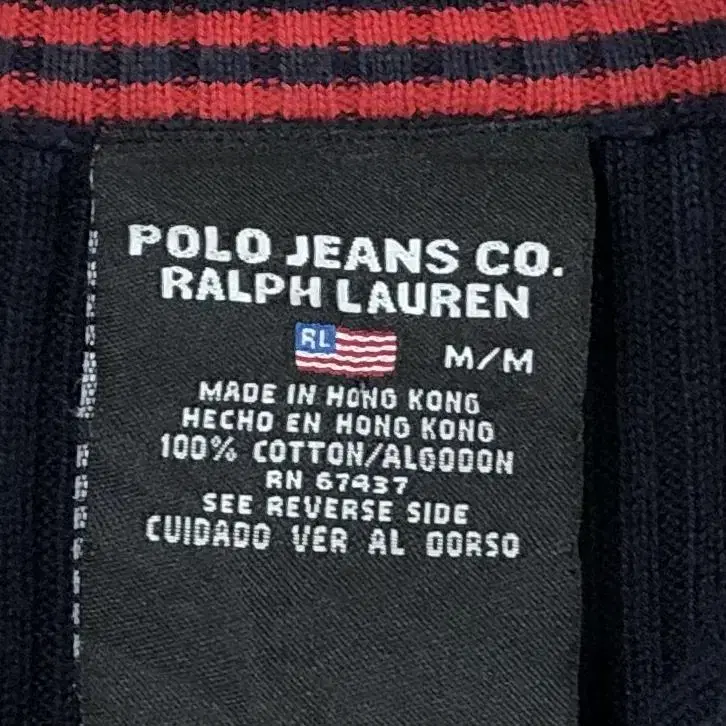 POLO JEANS CO.
RALPH LAUREN
RL
M/M
MADE IN HONG KONG
HECHO EN HONG KONG
100% COTTON/ALGODON
RN 67437
SEE REVERSE SIDE
CUIDADO VER AL DORSO